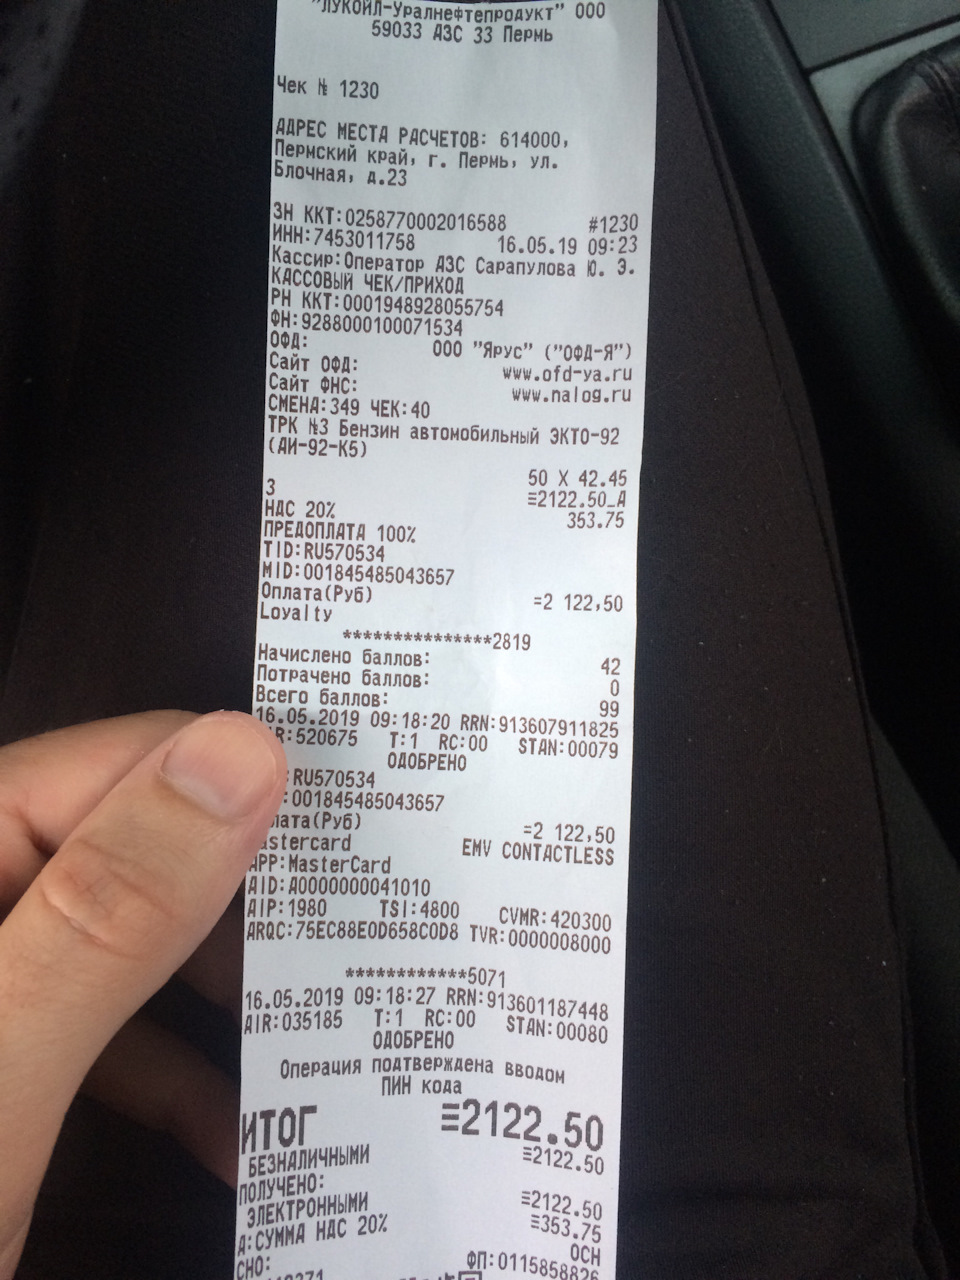 "ЛУКОЙЛ-Уралнефтепродукт" ООО
59033 АЗС 33 Пермь
Чек № 1230
АДРЕС МЕСТА РАСЧЕТОВ: 614000,
Пермский край, г. Пермь, ул.
Блочная, д.23
ЗН ККТ:0258770002016588 #1230
ИНН:7453011758 16.05.19 09:23
Кассир:Оператор АЗС Сарапулова Ю. Э.
КАССОВЫЙ ЧЕК/ПРИХОД
РН ККТ:0001948928055754
ФН:9288000100071534
ОФД: ООО "Ярус" ("ОФД-Я")
Сайт ОФД: www.ofd-ya.ru
Сайт ФНС: www.nalog.ru
СМЕНА:349 ЧЕК:40
ТРК №3 Бензин автомобильный ЭКТО-92
(АИ-92-К5)
50 X 42.45
3 ≡2122.50_А
НДС 20% 353.75
ПРЕДОПЛАТА 100%
TID:RU570534
MID:001845485043657
Оплата(Руб) =2 122,50
Loyalty
***************2819
Начислено баллов: 42
Потрачено баллов: 0
Всего баллов: 99
16.05.2019 09:18:20 RRN:913607911825
R:520675 T:1 RC:00 STAN:00079
ОДОБРЕНО
:RU570534
:001845485043657
лата(Руб) =2 122,50
astercard EMV CONTACTLESS
APP:MasterCard
AID:A0000000041010
AIP:1980 TSI:4800 CVMR:420300
ARQC:75EC88E0D658C0D8 TVR:0000008000
************5071
16.05.2019 09:18:27 RRN:913601187448
AIR:035185 T:1 RC:00 STAN:00080
ОДОБРЕНО
Операция подтверждена вводом
ПИН кода
ИТОГ ≡2122.50
БЕЗНАЛИЧНЫМИ ≡2122.50
ПОЛУЧЕНО:
ЭЛЕКТРОННЫМИ ≡2122.50
А:СУММА НДС 20% ≡353.75
СНО: ОСН
ФП:0115858826